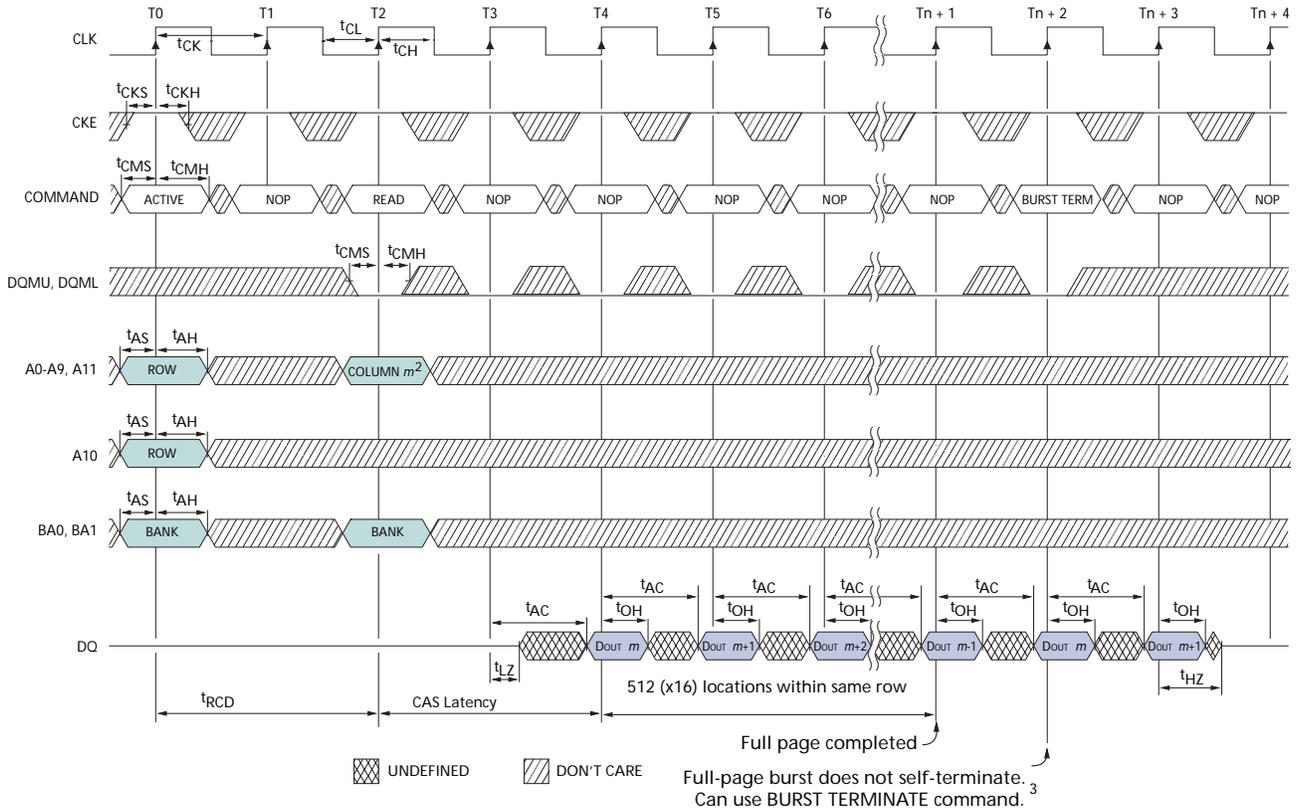 T0 T1 T2 T3 T4 T5 T6 Tn + 1 Tn + 2 Tn + 3 Tn + 4
CLK
tCK tCL tCH
tCKS tCKH
CKE
tCMS tCMH
COMMAND ACTIVE NOP READ NOP NOP NOP NOP NOP BURST TERM NOP NOP
tCMS tCMH
DQMU, DQML
tAS tAH
A0-A9, A11 ROW COLUMN m2
tAS tAH
A10 ROW
tAS tAH
BA0, BA1 BANK BANK
tAC tAC tAC tAC tAC tAC
tOH tOH tOH tOH tOH tOH
DQ DOUT m DOUT m+1 DOUT m+2 DOUT m-1 DOUT m DOUT m+1
tLZ tHZ
512 (x16) locations within same row
tRCD CAS Latency
Full page completed
UNDEFINED DON'T CARE
Full-page burst does not self-terminate. 3
Can use BURST TERMINATE command.